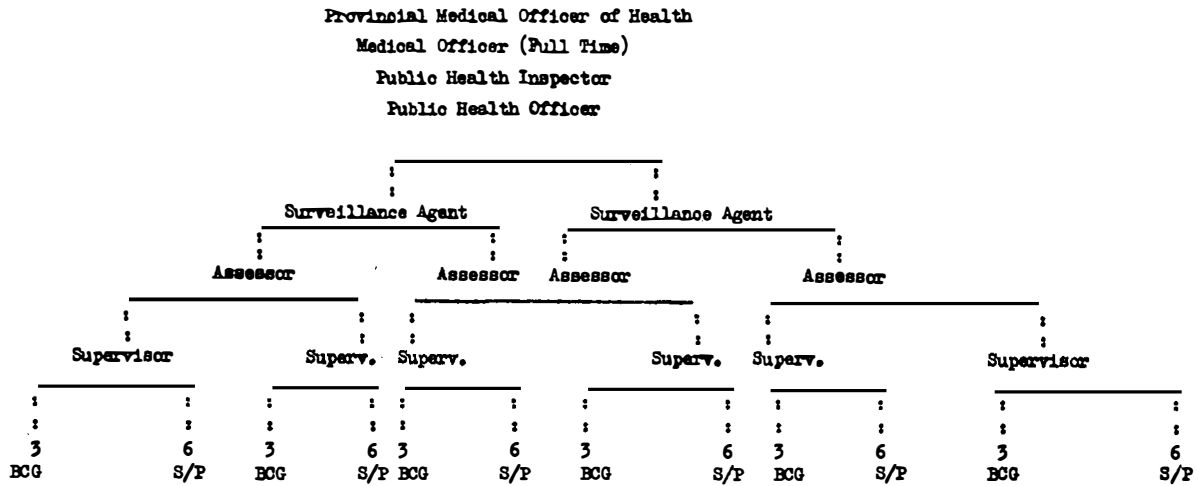 Provincial Medical Officer of Health
Medical Officer (Full Time)
Public Health Inspector
Public Health Officer
Surveillance Agent Surveillance Agent
Assessor Assessor Assessor Assessor
Supervisor Superv. Superv. Superv. Superv. Supervisor
3 6 3 6 3 6 3 6 3 6 3 6
BCG S/P BCG S/P BCG S/P BCG S/P BCG S/P BCG S/P